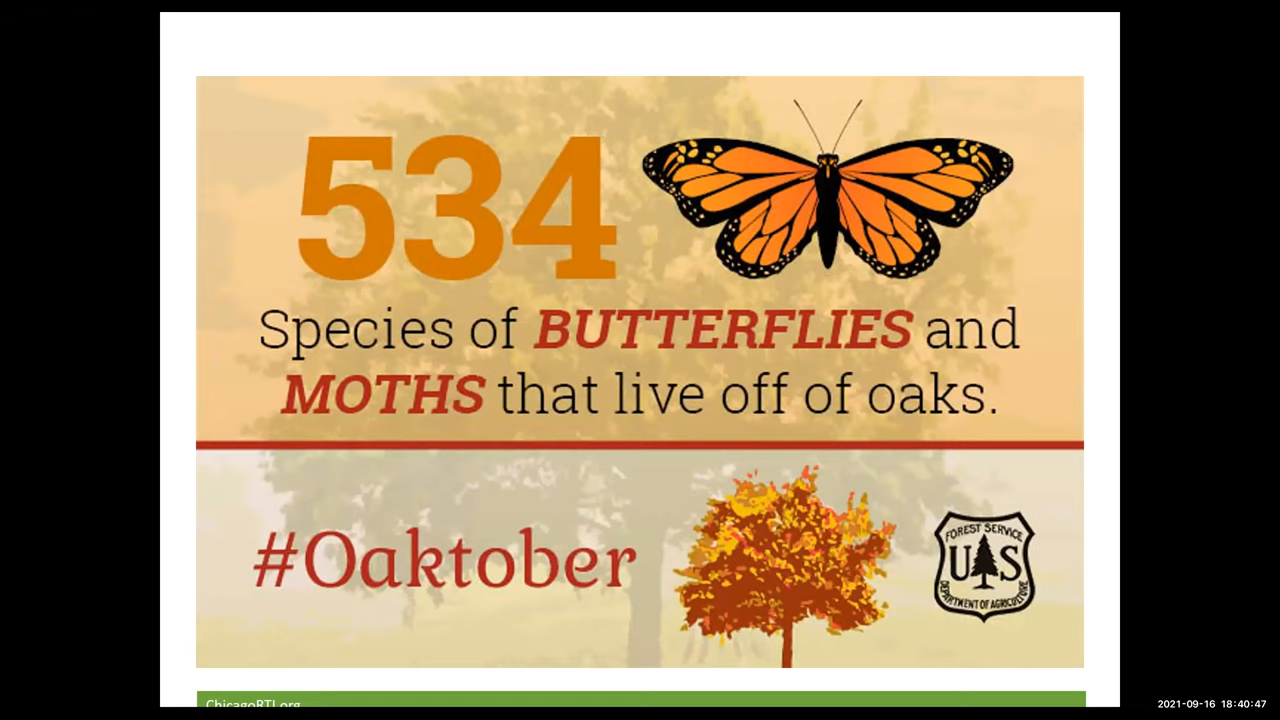 534
Species of BUTTERFLIES and
MOTHS that live off of oaks.
#Oaktober
FOREST SERVICE
U S
DEPARTMENT OF AGRICULTURE
ChicagoRTI.org
2021-09-16 18:40:47